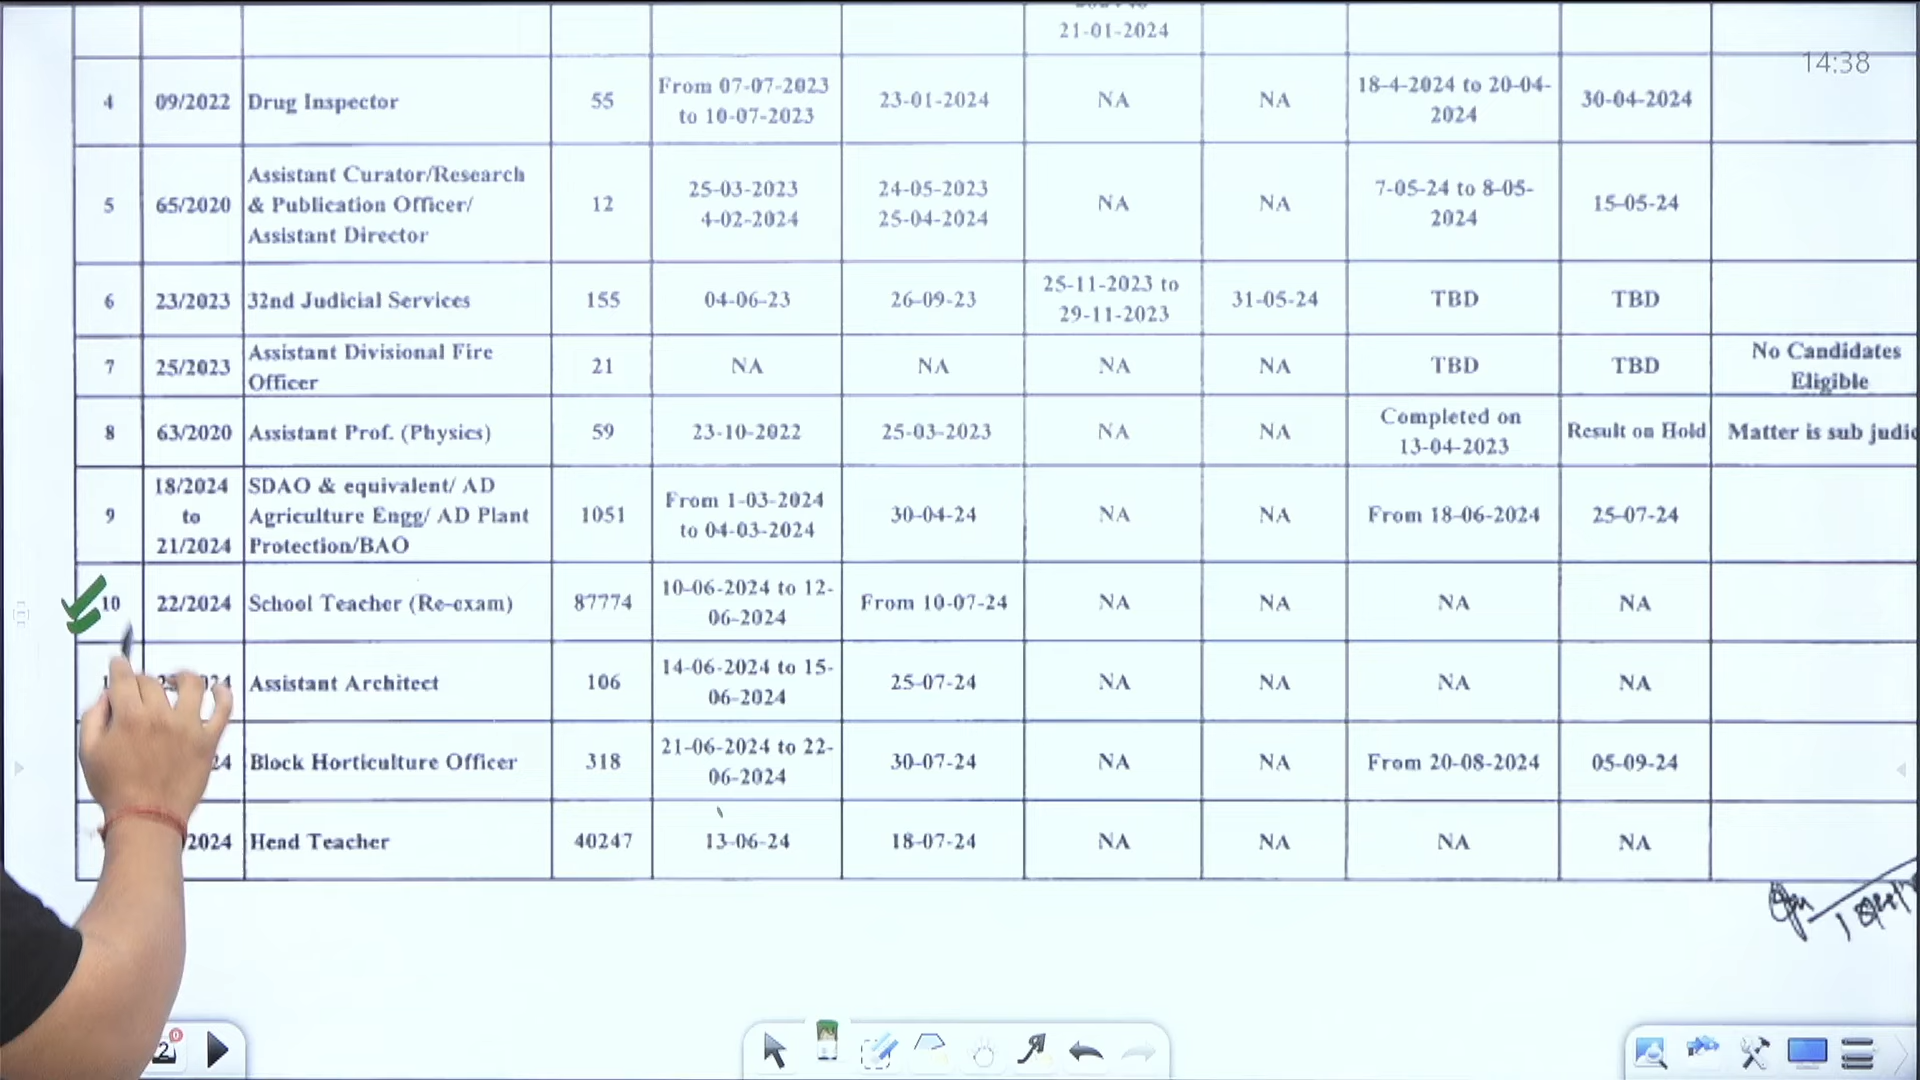 21-01-2024
14:38
4 09/2022 Drug Inspector 55 From 07-07-2023 to 10-07-2023 23-01-2024 NA NA 18-4-2024 to 20-04-2024 30-04-2024
5 65/2020 Assistant Curator/Research & Publication Officer/ Assistant Director 12 25-03-2023 4-02-2024 24-05-2023 25-04-2024 NA NA 7-05-24 to 8-05-2024 15-05-24
6 23/2023 32nd Judicial Services 155 04-06-23 26-09-23 25-11-2023 to 29-11-2023 31-05-24 TBD TBD
7 25/2023 Assistant Divisional Fire Officer 21 NA NA NA NA TBD TBD No Candidates Eligible
8 63/2020 Assistant Prof. (Physics) 59 23-10-2022 25-03-2023 NA NA Completed on 13-04-2023 Result on Hold Matter is sub judic
9 18/2024 to 21/2024 SDAO & equivalent/ AD Agriculture Engg/ AD Plant Protection/BAO 1051 From 1-03-2024 to 04-03-2024 30-04-24 NA NA From 18-06-2024 25-07-24
10 22/2024 School Teacher (Re-exam) 87774 10-06-2024 to 12-06-2024 From 10-07-24 NA NA NA NA
Assistant Architect 106 14-06-2024 to 15-06-2024 25-07-24 NA NA NA NA
Block Horticulture Officer 318 21-06-2024 to 22-06-2024 30-07-24 NA NA From 20-08-2024 05-09-24
2024 Head Teacher 40247 13-06-24 18-07-24 NA NA NA NA
2 0